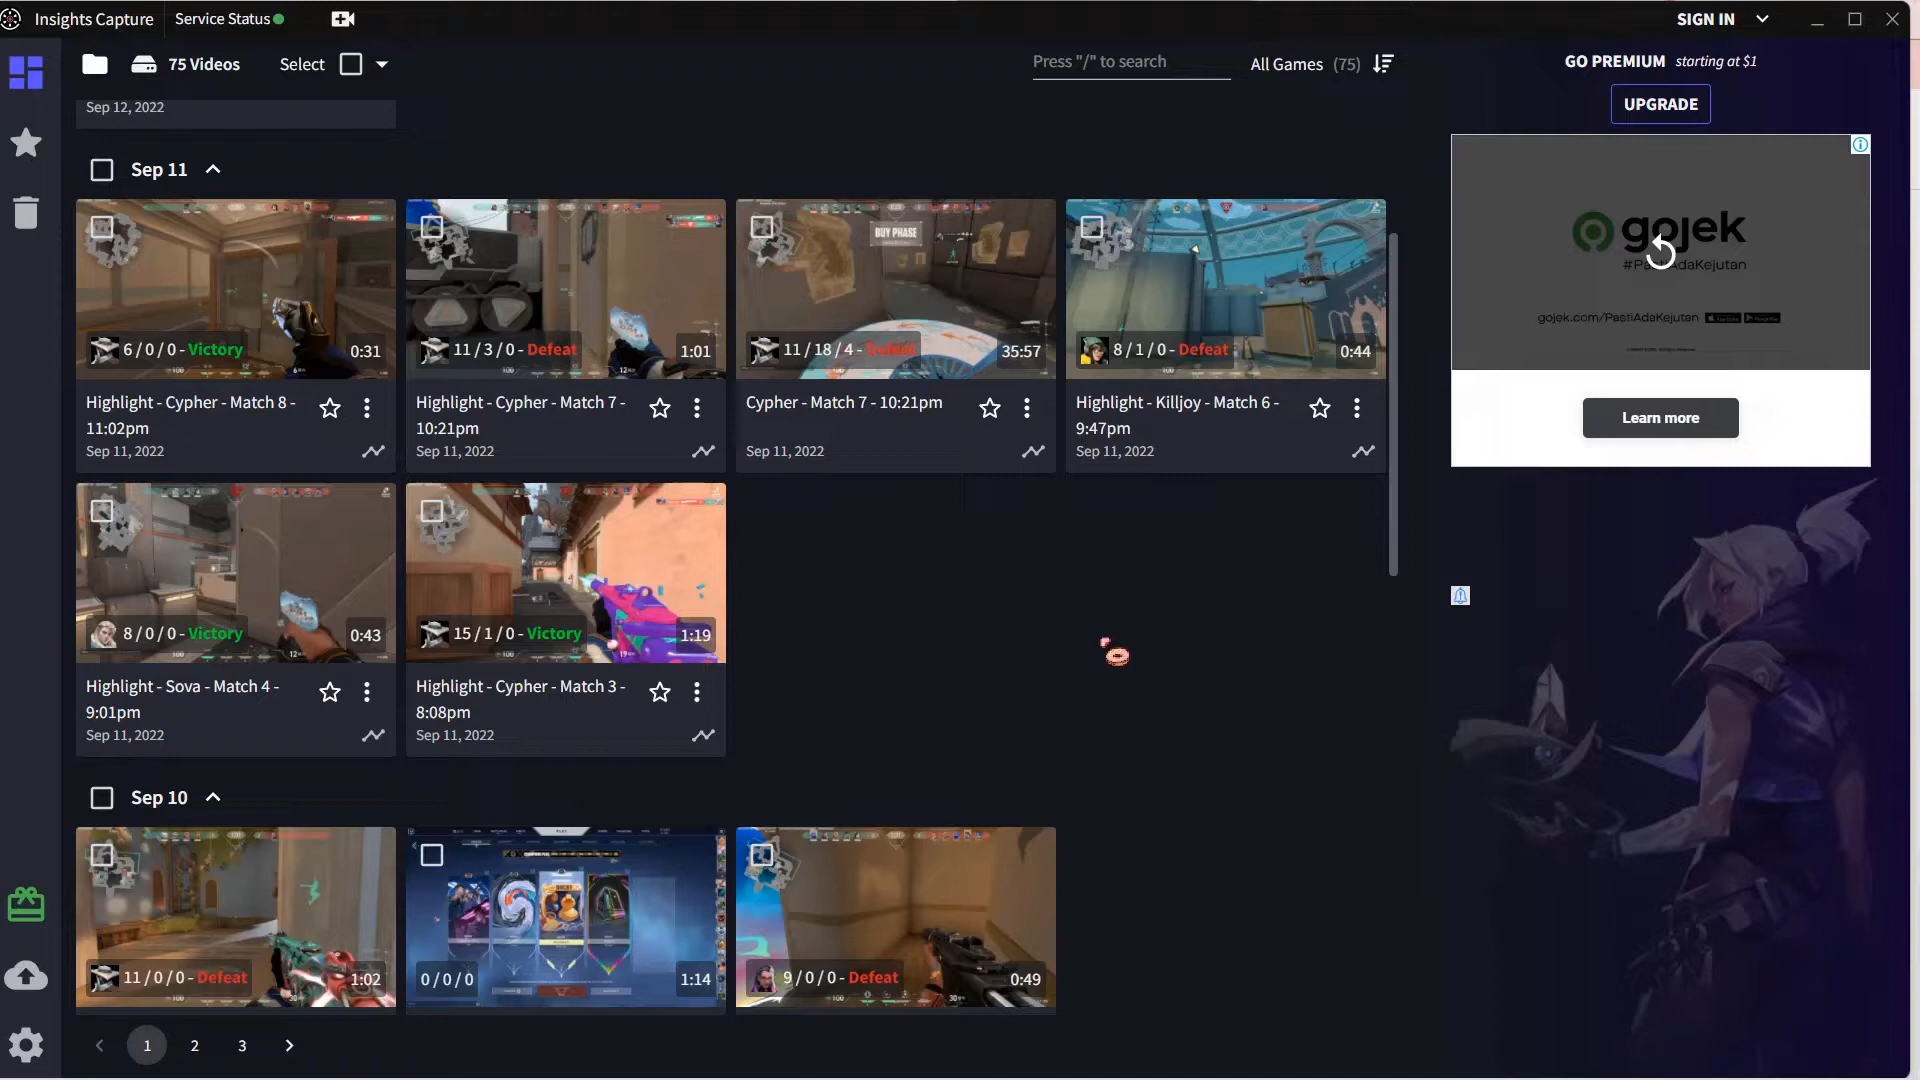 Insights Capture
Service Status
SIGN IN
75 Videos
Select
Press "/" to search
All Games (75)
GO PREMIUM starting at $1
UPGRADE
Sep 12, 2022
Sep 11
6 / 0 / 0 - Victory
0:31
11 / 3 / 0 - Defeat
1:01
BUY PHASE
11 / 18 / 4 - Defeat
35:57
8 / 1 / 0 - Defeat
0:44
Highlight - Cypher - Match 8 -
11:02pm
Sep 11, 2022
Highlight - Cypher - Match 7 -
10:21pm
Sep 11, 2022
Cypher - Match 7 - 10:21pm
Sep 11, 2022
Highlight - Killjoy - Match 6 -
9:47pm
Sep 11, 2022
gojek
#PastiAdaKejutan
gojek.com/PastiAdaKejutan
Learn more
8 / 0 / 0 - Victory
0:43
15 / 1 / 0 - Victory
1:19
Highlight - Sova - Match 4 -
9:01pm
Sep 11, 2022
Highlight - Cypher - Match 3 -
8:08pm
Sep 11, 2022
Sep 10
11 / 0 / 0 - Defeat
1:02
0 / 0 / 0
1:14
9 / 0 / 0 - Defeat
0:49
1
2
3